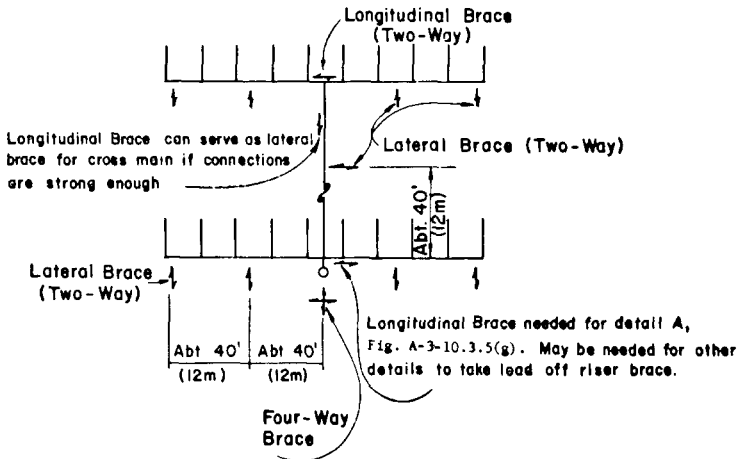 Longitudinal Brace
(Two-Way)
Longitudinal Brace can serve as lateral
brace for cross main if connections
are strong enough
Lateral Brace (Two-Way)
Abt. 40'
(12m)
Lateral Brace
(Two-Way)
Abt 40'
(12m)
Abt 40'
(12m)
Longitudinal Brace needed for detail A,
Fig. A-3-10.3.5(g). May be needed for other
details to take load off riser brace.
Four-Way
Brace